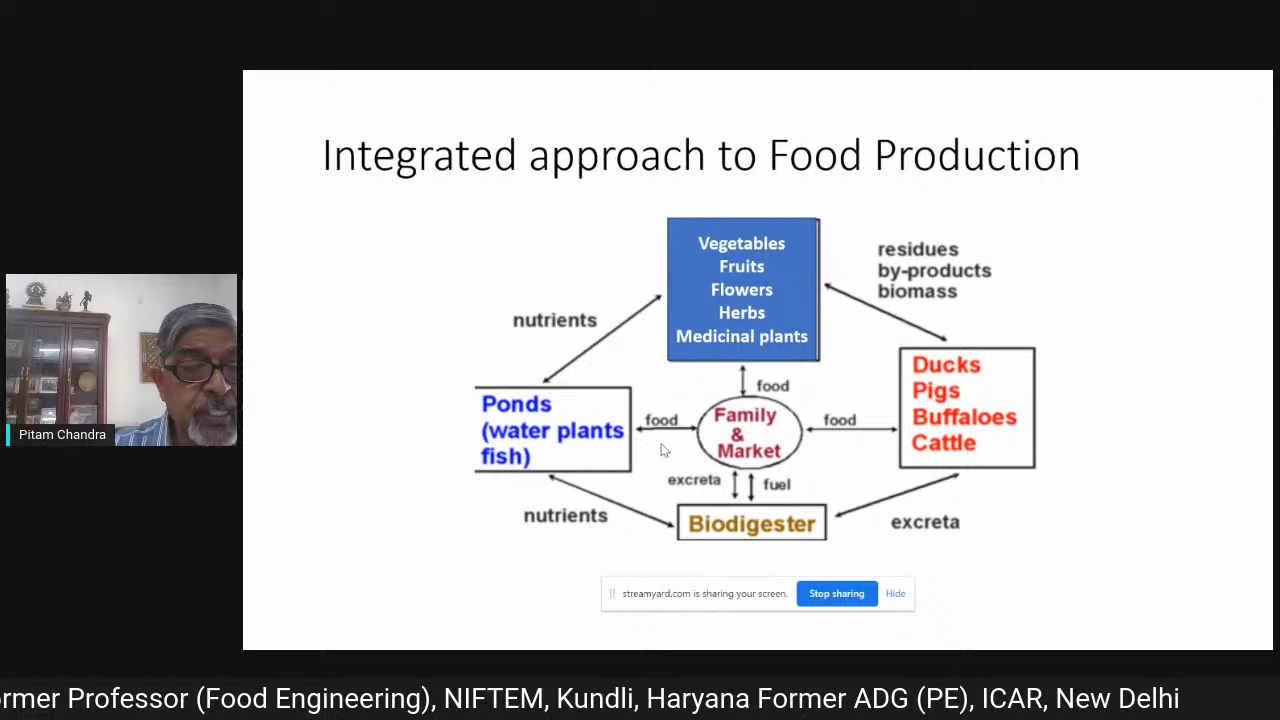 Integrated approach to Food Production
Vegetables
Fruits
Flowers
Herbs
Medicinal plants
residues
by-products
biomass
nutrients
food
Ponds
(water plants
fish)
food
Family
&
Market
food
Ducks
Pigs
Buffaloes
Cattle
excreta
fuel
nutrients
Biodigester
excreta
Pitam Chandra
streamyard.com is sharing your screen.
Stop sharing
Hide
ormer Professor (Food Engineering), NIFTEM, Kundli, Haryana Former ADG (PE), ICAR, New Delhi